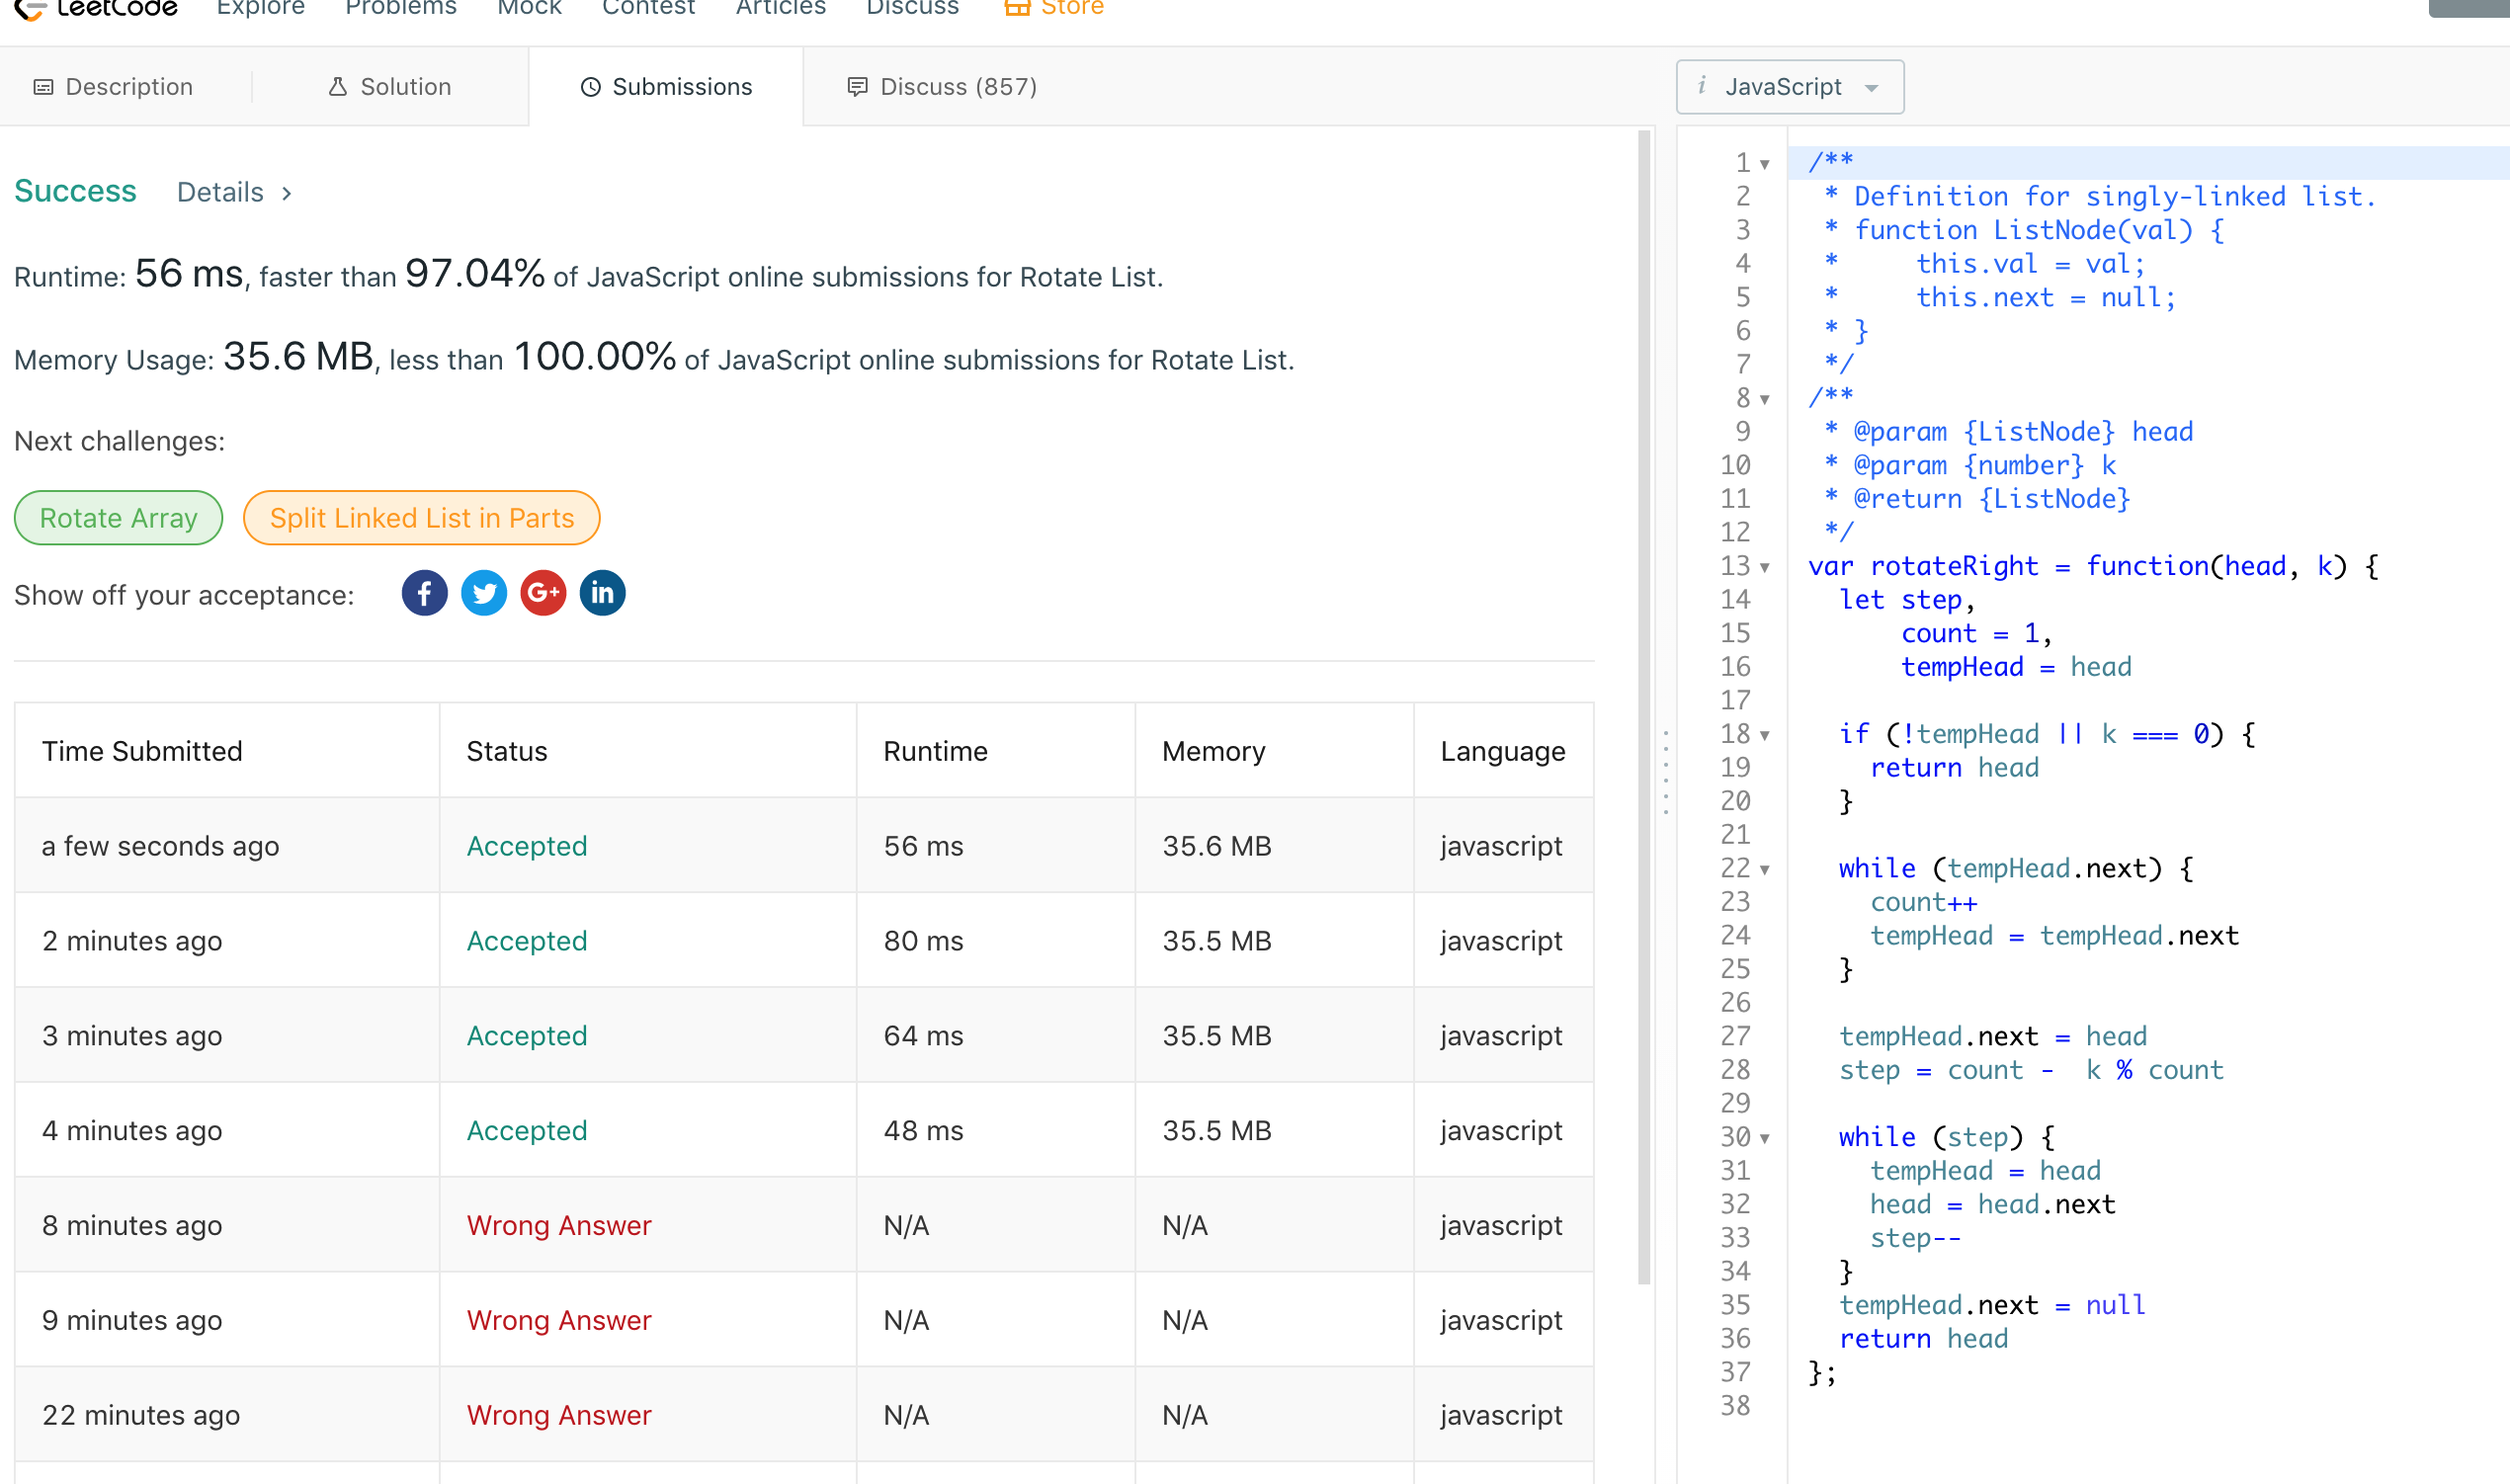 LeetCode Explore Problems Mock Contest Articles Discuss Store
Description Solution Submissions Discuss (857)
i JavaScript
Success Details >
Runtime: 56 ms, faster than 97.04% of JavaScript online submissions for Rotate List.
Memory Usage: 35.6 MB, less than 100.00% of JavaScript online submissions for Rotate List.
Next challenges:
Rotate Array Split Linked List in Parts
Show off your acceptance: f G+ in
Time Submitted Status Runtime Memory Language
a few seconds ago Accepted 56 ms 35.6 MB javascript
2 minutes ago Accepted 80 ms 35.5 MB javascript
3 minutes ago Accepted 64 ms 35.5 MB javascript
4 minutes ago Accepted 48 ms 35.5 MB javascript
8 minutes ago Wrong Answer N/A N/A javascript
9 minutes ago Wrong Answer N/A N/A javascript
22 minutes ago Wrong Answer N/A N/A javascript
1 /**
2  * Definition for singly-linked list.
3  * function ListNode(val) {
4  *     this.val = val;
5  *     this.next = null;
6  * }
7  */
8 /**
9  * @param {ListNode} head
10  * @param {number} k
11  * @return {ListNode}
12  */
13 var rotateRight = function(head, k) {
14   let step,
15       count = 1,
16       tempHead = head
17
18   if (!tempHead || k === 0) {
19     return head
20   }
21
22   while (tempHead.next) {
23     count++
24     tempHead = tempHead.next
25   }
26
27   tempHead.next = head
28   step = count -  k % count
29
30   while (step) {
31     tempHead = head
32     head = head.next
33     step--
34   }
35   tempHead.next = null
36   return head
37 };
38